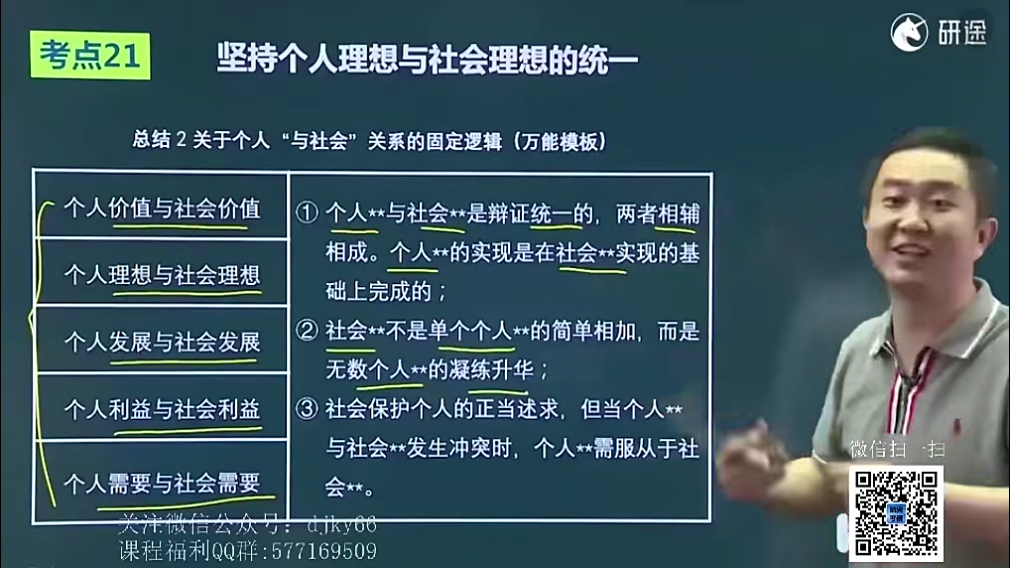 研途
考点21
坚持个人理想与社会理想的统一
总结2关于个人“与社会”关系的固定逻辑（万能模板）
个人价值与社会价值
个人理想与社会理想
个人发展与社会发展
个人利益与社会利益
个人需要与社会需要
① 个人**与社会**是辩证统一的，两者相辅
相成。个人**的实现是在社会**实现的基
础上完成的；
② 社会**不是单个个人**的简单相加，而是
无数个人**的凝练升华；
③ 社会保护个人的正当述求，但当个人**
与社会**发生冲突时，个人**需服从于社
会**。
微信扫一扫
关注微信公众号：djky66
课程福利QQ群:577169509